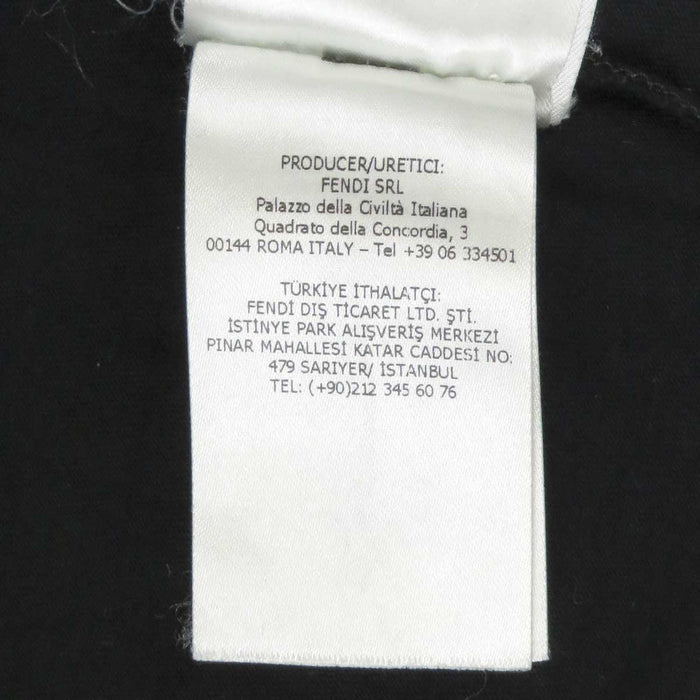 PRODUCER/URETICI:
FENDI SRL
Palazzo della Civiltà Italiana
Quadrato della Concordia, 3
00144 ROMA ITALY – Tel +39 06 334501
TÜRKİYE İTHALATÇI:
FENDİ DIŞ TİCARET LTD. ŞTİ.
İSTİNYE PARK ALIŞVERİŞ MERKEZİ
PINAR MAHALLESİ KATAR CADDESİ NO:
479 SARIYER/ İSTANBUL
TEL: (+90)212 345 60 76